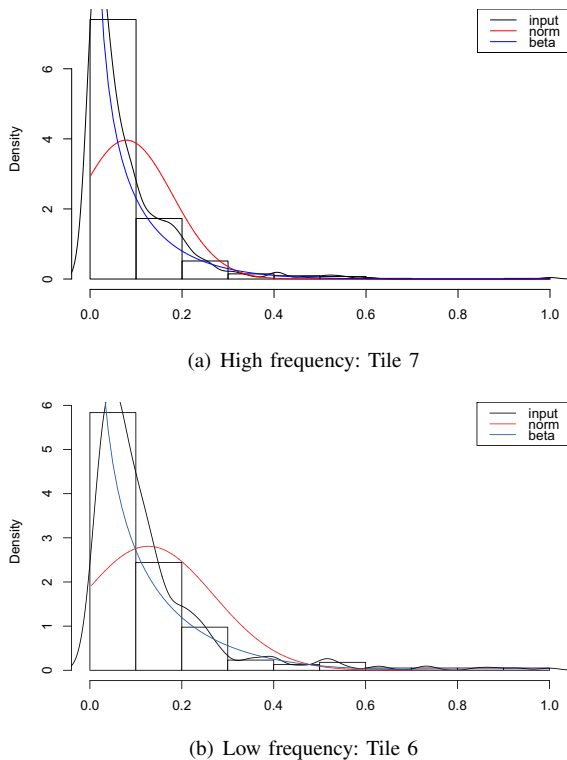 input
norm
beta
Density
6
4
2
0
0.0 0.2 0.4 0.6 0.8 1.0
(a) High frequency: Tile 7
input
norm
beta
Density
6
5
4
3
2
1
0
0.0 0.2 0.4 0.6 0.8 1.0
(b) Low frequency: Tile 6